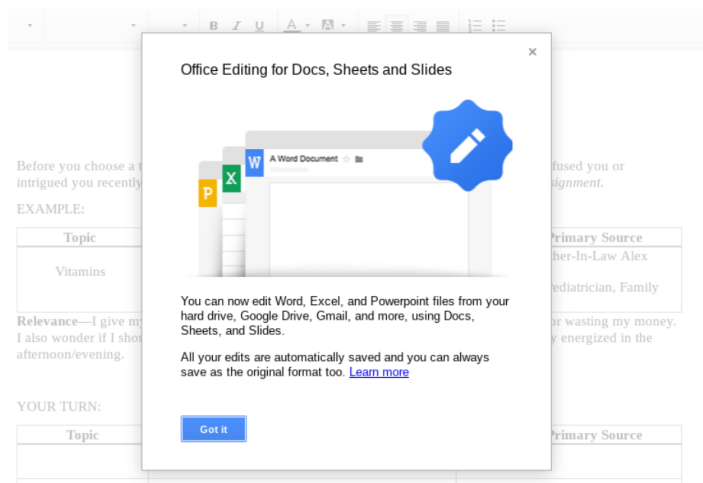 B I U A A
Office Editing for Docs, Sheets and Slides
A Word Document
W
X
P
Before you choose a t
fused you or
intrigued you recently
signment.
EXAMPLE:
Topic
Primary Source
her-In-Law Alex
Vitamins
Pediatrician, Family
You can now edit Word, Excel, and Powerpoint files from your
hard drive, Google Drive, Gmail, and more, using Docs,
Sheets, and Slides.
Relevance—I give my
or wasting my money.
I also wonder if I shou
y energized in the
afternoon/evening.
All your edits are automatically saved and you can always
save as the original format too. Learn more
YOUR TURN:
Got it
Topic
Primary Source